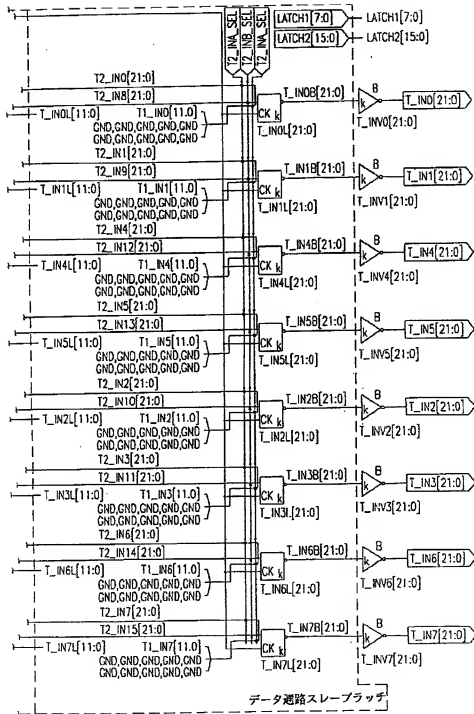 LATCH1[7:0] LATCH1[7:0]
LATCH2[15:0] LATCH2[15:0]
T2_INA_SEL
T2_INB_SEL
T2_INA_SEL
T2_IN0[21:0]
T2_IN8[21:0]
T_IN0L[11:0] T1_IN0[11.0]
GND,GND,GND,GND,GND
GND,GND,GND,GND,GND
CK k
T_IN0L[21:0]
T_IN0B[21:0]
B
k
T_INV0[21:0]
T_IN0[21:0]
T2_IN1[21:0]
T2_IN9[21:0]
T_IN1L[11:0] T1_IN1[11.0]
GND,GND,GND,GND,GND
GND,GND,GND,GND,GND
CK k
T_IN1L[21:0]
T_IN1B[21:0]
B
k
T_INV1[21:0]
T_IN1[21:0]
T2_IN4[21:0]
T2_IN12[21:0]
T_IN4L[11:0] T1_IN4[11.0]
GND,GND,GND,GND,GND
GND,GND,GND,GND,GND
CK k
T_IN4L[21:0]
T_IN4B[21:0]
B
k
T_INV4[21:0]
T_IN4[21:0]
T2_IN5[21:0]
T2_IN13[21:0]
T_IN5L[11:0] T1_IN5[11.0]
GND,GND,GND,GND,GND
GND,GND,GND,GND,GND
CK k
T_IN5L[21:0]
T_IN5B[21:0]
B
k
T_INV5[21:0]
T_IN5[21:0]
T2_IN2[21:0]
T2_IN10[21:0]
T_IN2L[11:0] T1_IN2[11.0]
GND,GND,GND,GND,GND
GND,GND,GND,GND,GND
CK k
T_IN2L[21:0]
T_IN2B[21:0]
B
k
T_INV2[21:0]
T_IN2[21:0]
T2_IN3[21:0]
T2_IN11[21:0]
T_IN3L[11:0] T1_IN3[11.0]
GND,GND,GND,GND,GND
GND,GND,GND,GND,GND
CK k
T_IN3L[21:0]
T_IN3B[21:0]
B
k
T_INV3[21:0]
T_IN3[21:0]
T2_IN6[21:0]
T2_IN14[21:0]
T_IN6L[11:0] T1_IN6[11.0]
GND,GND,GND,GND,GND
GND,GND,GND,GND,GND
CK k
T_IN6L[21:0]
T_IN6B[21:0]
B
k
T_INV6[21:0]
T_IN6[21:0]
T2_IN7[21:0]
T2_IN15[21:0]
T_IN7L[11:0] T1_IN7[11.0]
GND,GND,GND,GND,GND
GND,GND,GND,GND,GND
CK k
T_IN7L[21:0]
T_IN7B[21:0]
B
k
T_INV7[21:0]
T_IN7[21:0]
データ通路スレーブラッチ